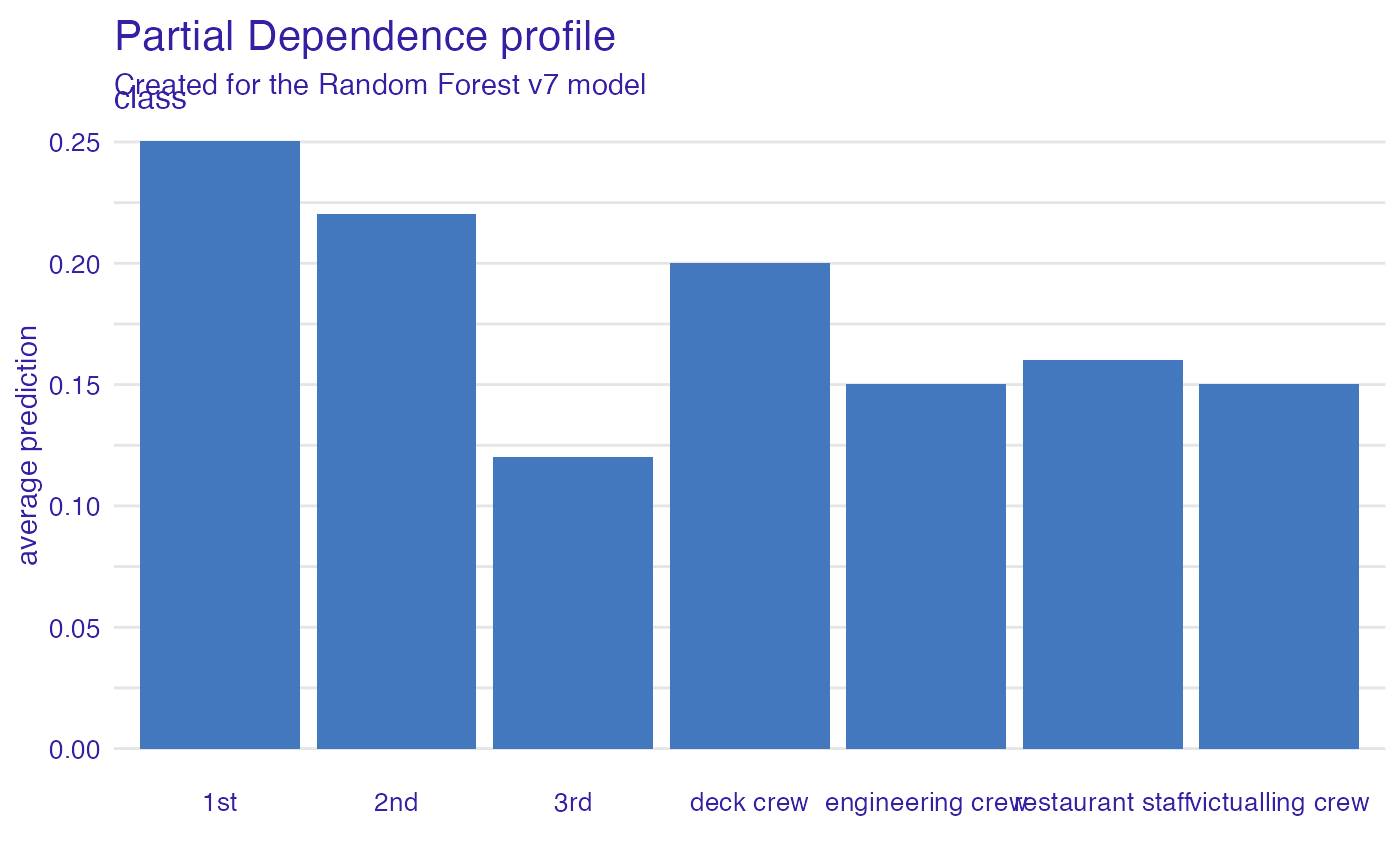 Partial Dependence profile
Created for the Random Forest v7 model
class
0.25
0.20
0.15
0.10
0.05
0.00
average prediction
1st 2nd 3rd deck crew engineering crew restaurant staff victualling crew